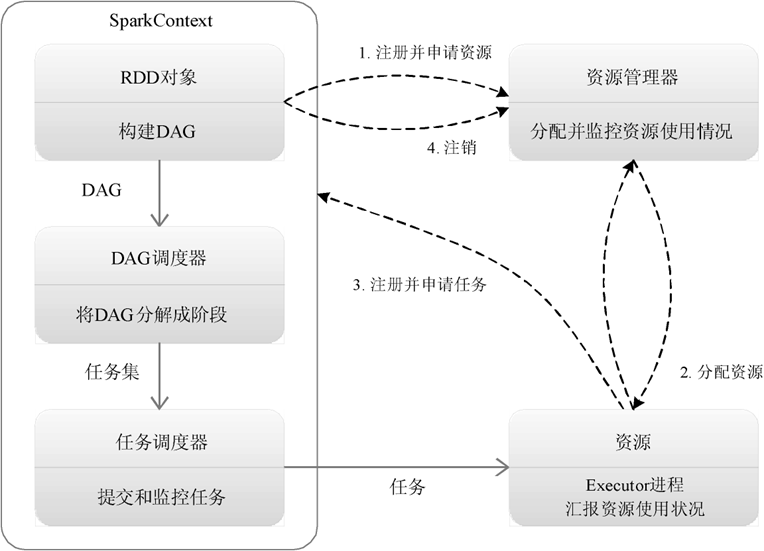 SparkContext
RDD对象
构建DAG
1. 注册并申请资源
4. 注销
资源管理器
分配并监控资源使用情况
DAG
DAG调度器
将DAG分解成阶段
3. 注册并申请任务
2. 分配资源
任务集
任务调度器
提交和监控任务
任务
资源
Executor进程
汇报资源使用状况